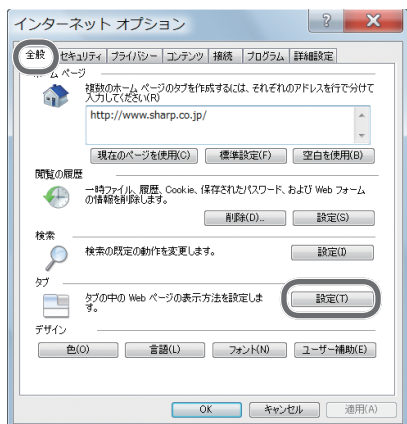 インターネット オプション
全般 セキュリティ プライバシー コンテンツ 接続 プログラム 詳細設定
ホーム ページ
複数のホーム ページのタブを作成するには、それぞれのアドレスを行で分けて
入力してください(R)
http://www.sharp.co.jp/
現在のページを使用(C) 標準設定(F) 空白を使用(B)
閲覧の履歴
一時ファイル、履歴、Cookie、保存されたパスワード、および Web フォーム
の情報を削除します。
削除(D)... 設定(S)
検索
検索の既定の動作を変更します。
設定(I)
タブ
タブの中の Web ページの表示方法を設定しま
す。
設定(T)
デザイン
色(O) 言語(L) フォント(N) ユーザー補助(E)
OK キャンセル 適用(A)